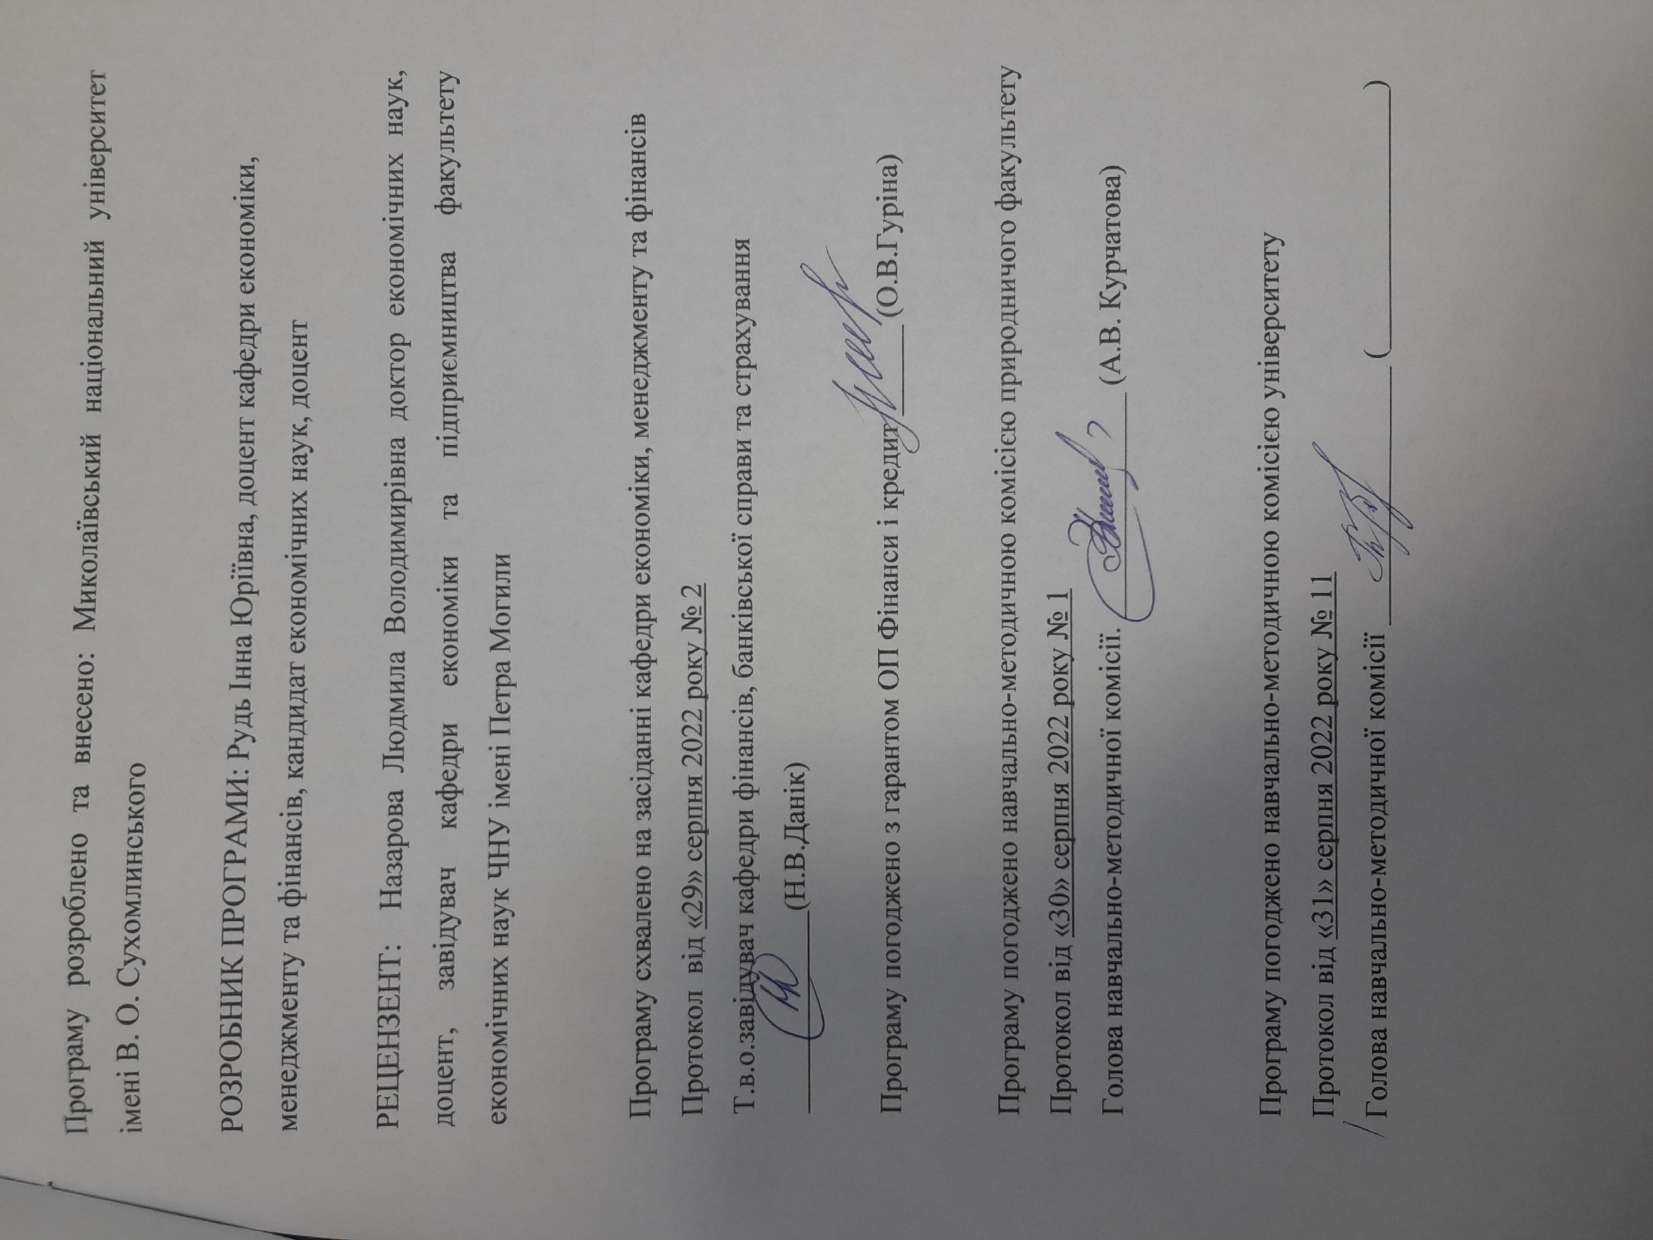 Програму розроблено та внесено: Миколаївський національний університет
імені В. О. Сухомлинського
РОЗРОБНИК ПРОГРАМИ: Рудь Інна Юріївна, доцент кафедри економіки,
менеджменту та фінансів, кандидат економічних наук, доцент
РЕЦЕНЗЕНТ: Назарова Людмила Володимирівна доктор економічних наук,
доцент, завідувач кафедри економіки та підприємництва факультету
економічних наук ЧНУ імені Петра Могили
Програму схвалено на засіданні кафедри економіки, менеджменту та фінансів
Протокол від «29» серпня 2022 року № 2
Т.в.о.завідувач кафедри фінансів, банківської справи та страхування
(Н.В.Данік)
Програму погоджено з гарантом ОП Фінанси і кредит (О.В.Гуріна)
Програму погоджено навчально-методичною комісією природничого факультету
Протокол від «30» серпня 2022 року № 1
Голова навчально-методичної комісії. (А.В. Курчатова)
Програму погоджено навчально-методичною комісією університету
Протокол від «31» серпня 2022 року № 11
Голова навчально-методичної комісії ( )